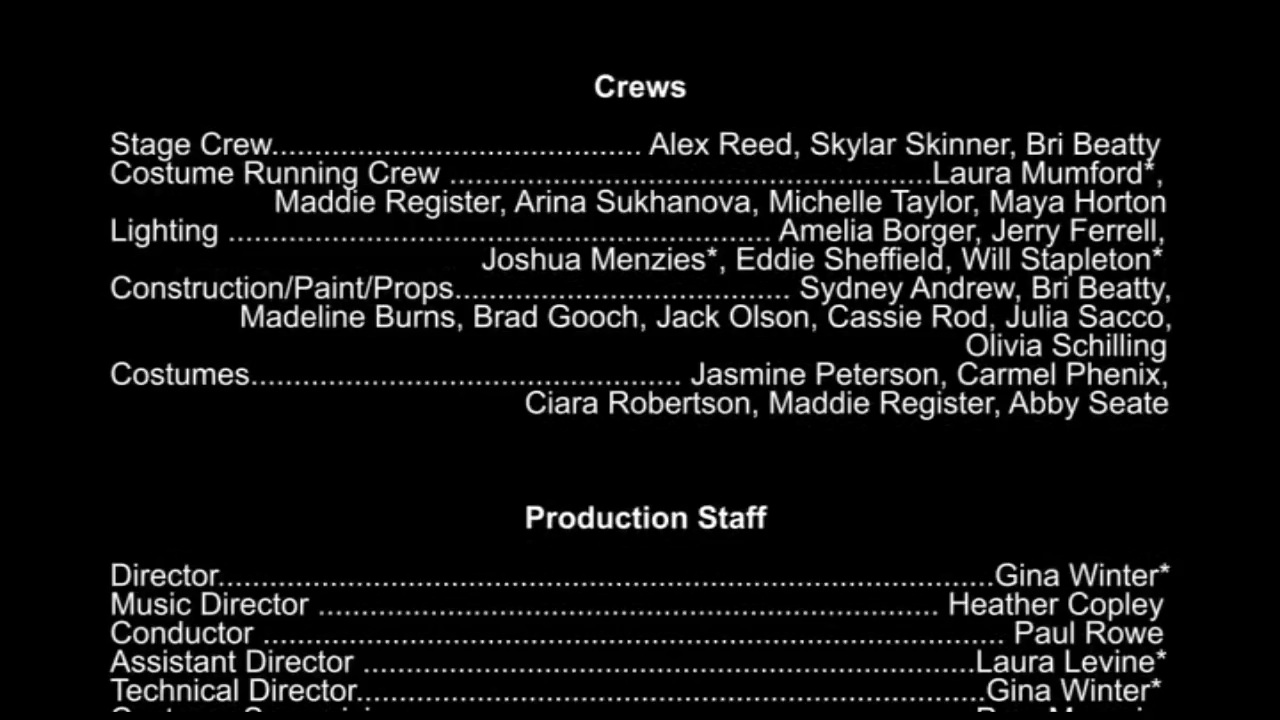 Crews
Stage Crew.......................................... Alex Reed, Skylar Skinner, Bri Beatty
Costume Running Crew .......................................................Laura Mumford*,
Maddie Register, Arina Sukhanova, Michelle Taylor, Maya Horton
Lighting .............................................................. Amelia Borger, Jerry Ferrell,
Joshua Menzies*, Eddie Sheffield, Will Stapleton*
Construction/Paint/Props...................................... Sydney Andrew, Bri Beatty,
Madeline Burns, Brad Gooch, Jack Olson, Cassie Rod, Julia Sacco,
Olivia Schilling
Costumes................................................. Jasmine Peterson, Carmel Phenix,
Ciara Robertson, Maddie Register, Abby Seate
Production Staff
Director.........................................................................................Gina Winter*
Music Director ....................................................................... Heather Copley
Conductor ..................................................................................... Paul Rowe
Assistant Director ......................................................................Laura Levine*
Technical Director........................................................................Gina Winter*